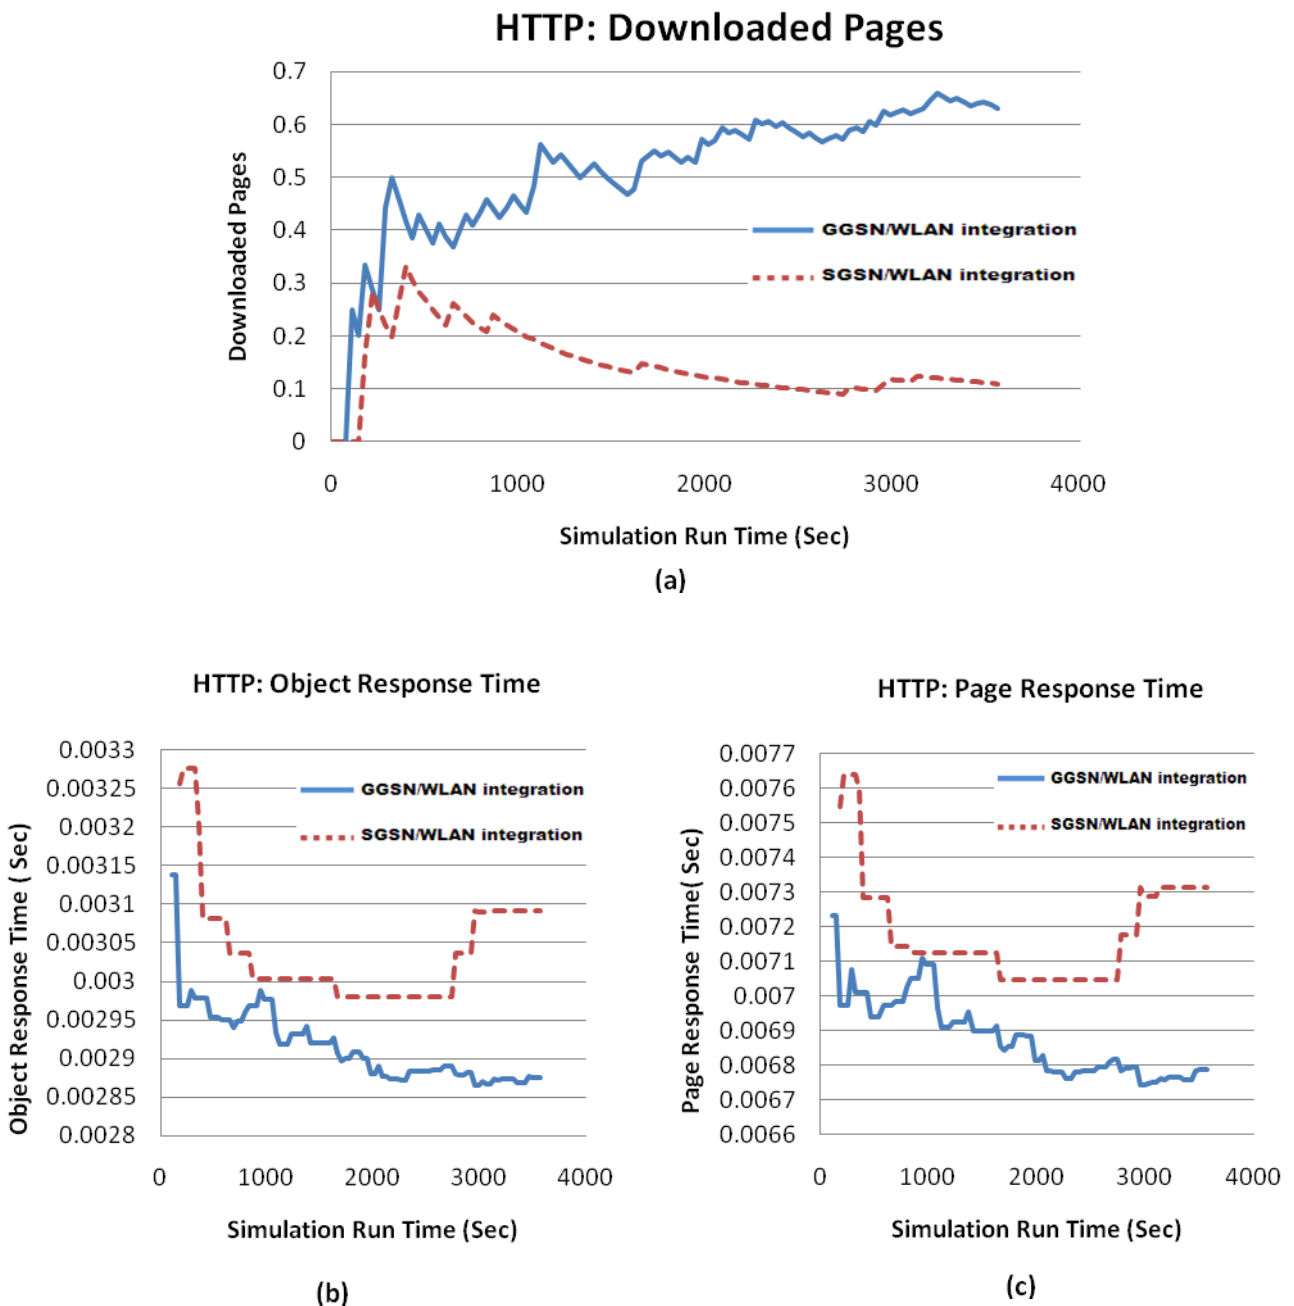 HTTP: Downloaded Pages
0.7
0.6
0.5
0.4
0.3
0.2
0.1
0
Downloaded Pages
GGSN/WLAN integration
SGSN/WLAN integration
0 1000 2000 3000 4000
Simulation Run Time (Sec)
(a)
HTTP: Object Response Time
0.0033
0.00325
0.0032
0.00315
0.0031
0.00305
0.003
0.00295
0.0029
0.00285
0.0028
Object Response Time ( Sec)
GGSN/WLAN integration
SGSN/WLAN integration
0 1000 2000 3000 4000
Simulation Run Time (Sec)
(b)
HTTP: Page Response Time
0.0077
0.0076
0.0075
0.0074
0.0073
0.0072
0.0071
0.007
0.0069
0.0068
0.0067
0.0066
Page Response Time( Sec)
GGSN/WLAN integration
SGSN/WLAN integration
0 1000 2000 3000 4000
Simulation Run Time (Sec)
(c)